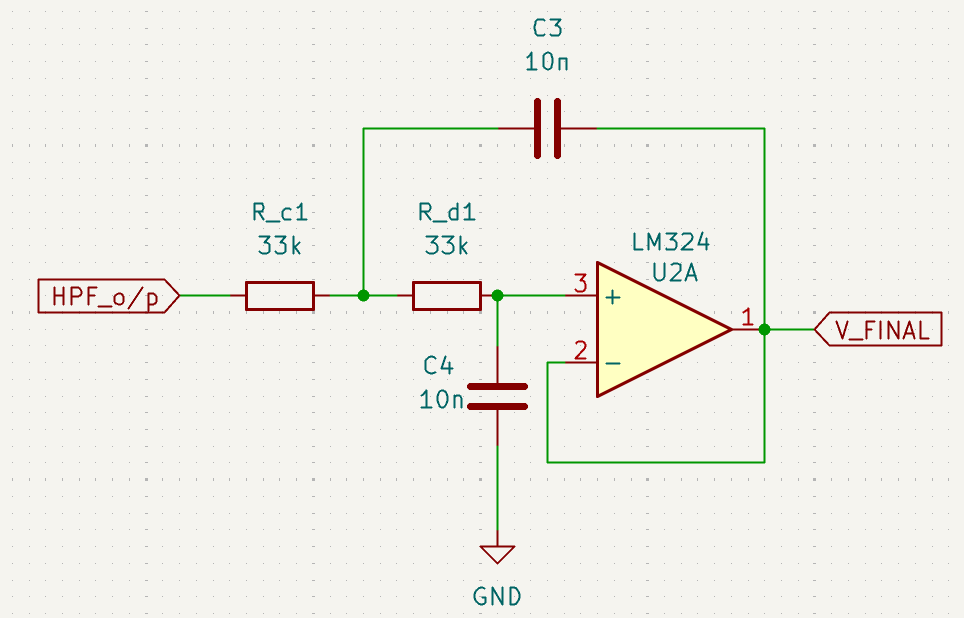 C3
10n
R_c1
33k
R_d1
33k
LM324
U2A
HPF_o/p
3
+
1
V_FINAL
2
−
C4
10n
GND